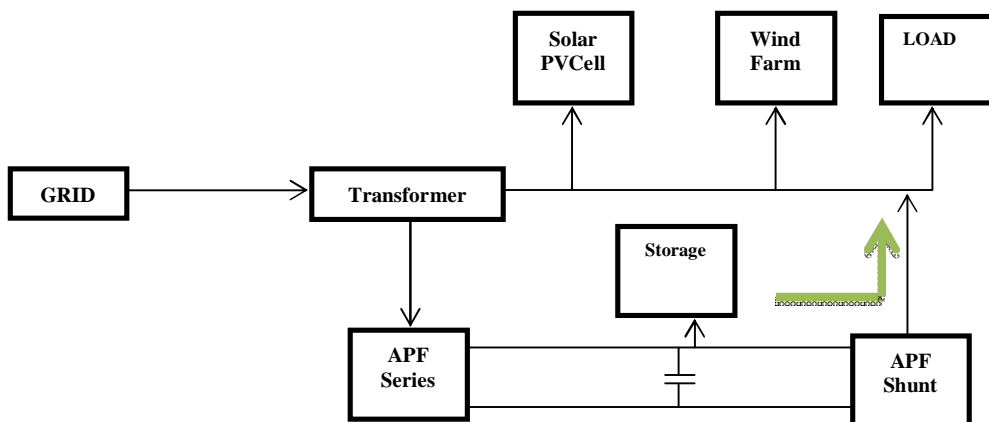 Solar
PVCell
Wind
Farm
LOAD
GRID
Transformer
Storage
APF
Series
APF
Shunt